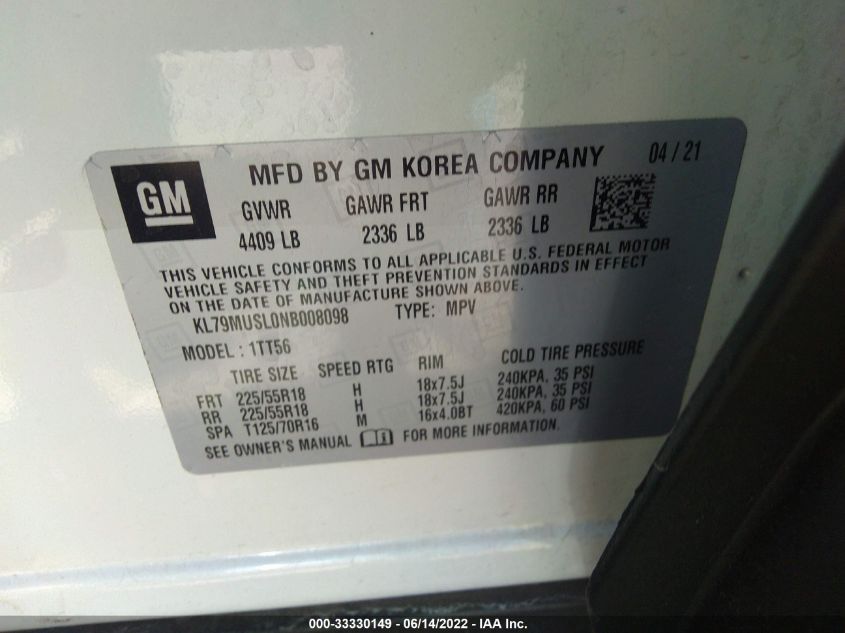 MFD BY GM KOREA COMPANY 04 / 21
GM
GVWR GAWR FRT GAWR RR
4409 LB 2336 LB 2336 LB
THIS VEHICLE CONFORMS TO ALL APPLICABLE U.S. FEDERAL MOTOR
VEHICLE SAFETY AND THEFT PREVENTION STANDARDS IN EFFECT
ON THE DATE OF MANUFACTURE SHOWN ABOVE.
KL79MUSL0NB008098 TYPE: MPV
MODEL : 1TT56
TIRE SIZE SPEED RTG RIM COLD TIRE PRESSURE
FRT 225/55R18 H 18x7.5J 240KPA, 35 PSI
RR 225/55R18 H 18x7.5J 240KPA, 35 PSI
SPA T125/70R16 M 16x4.0BT 420KPA, 60 PSI
SEE OWNER'S MANUAL FOR MORE INFORMATION.
000-33330149 - 06/14/2022 - IAA Inc.